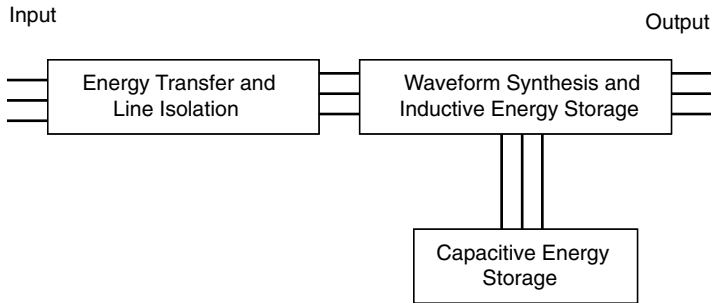 Input
Output
Energy Transfer and
Line Isolation
Waveform Synthesis and
Inductive Energy Storage
Capacitive Energy
Storage